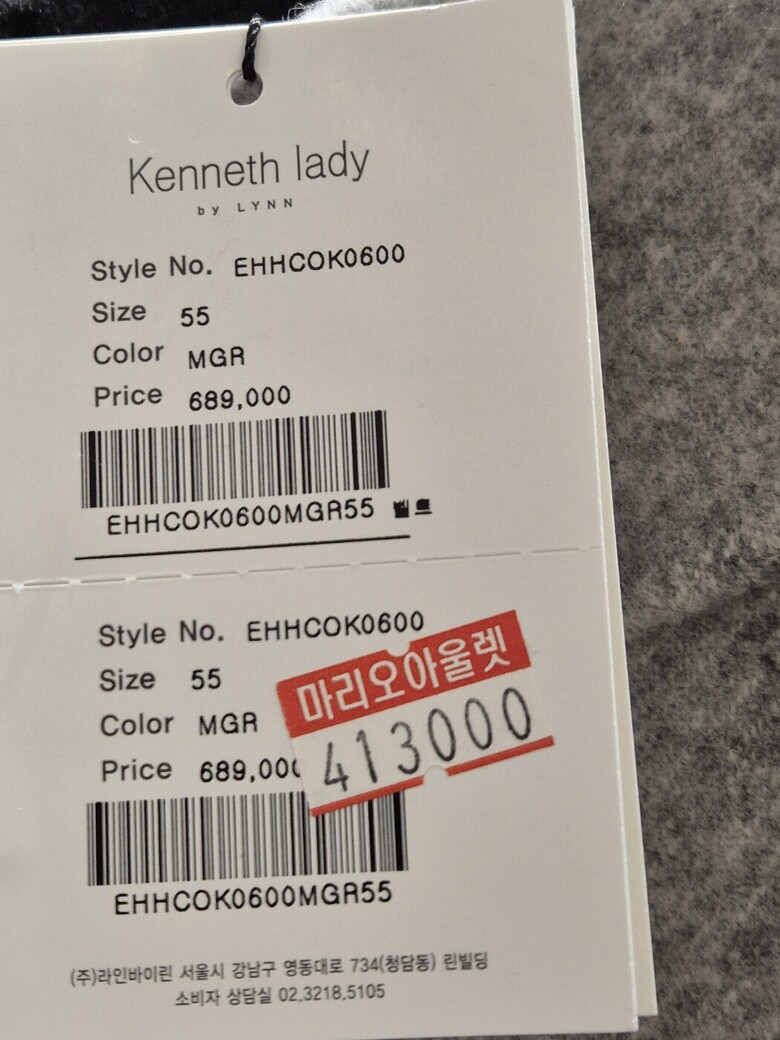 Kenneth lady
by LYNN
Style No. EHHCOK0600
Size 55
Color MGR
Price 689,000
EHHCOK0600MGR55 벨트
Style No. EHHCOK0600
Size 55
Color MGR
Price 689,000
마리오아울렛
413000
EHHCOK0600MGR55
(주)라인바이린 서울시 강남구 영동대로 734(청담동) 린빌딩
소비자 상담실 02.3218.5105